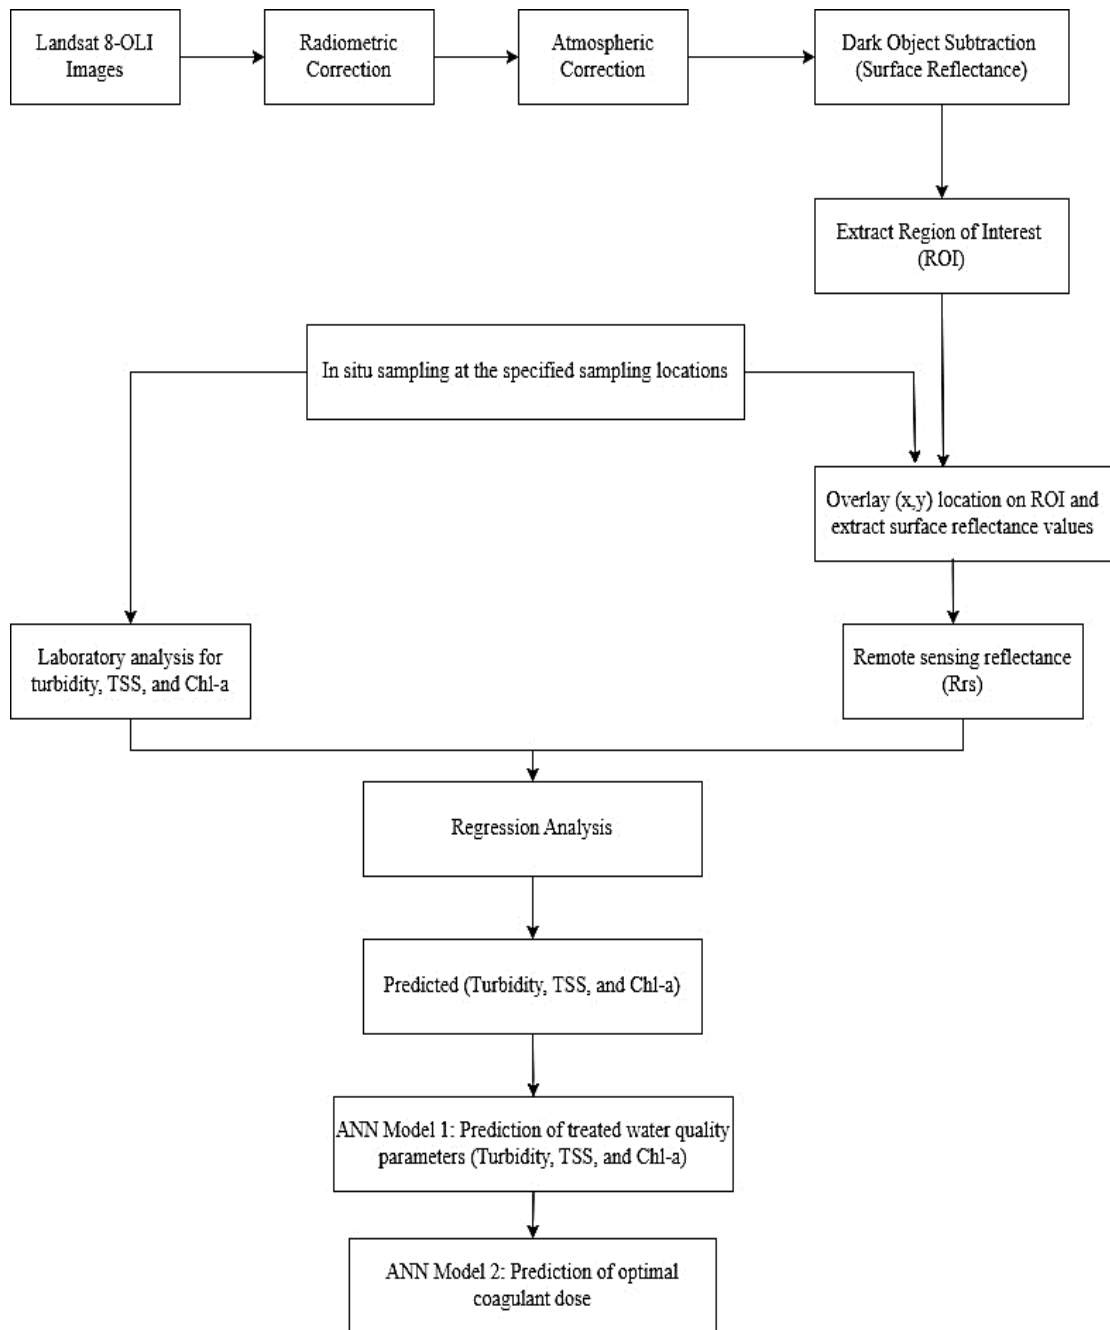 Landsat 8-OLI
Images
Radiometric
Correction
Atmospheric
Correction
Dark Object Subtraction
(Surface Reflectance)
Extract Region of Interest
(ROI)
In situ sampling at the specified sampling locations
Overlay (x,y) location on ROI and
extract surface reflectance values
Laboratory analysis for
turbidity, TSS, and Chl-a
Remote sensing reflectance
(Rrs)
Regression Analysis
Predicted (Turbidity, TSS, and Chl-a)
ANN Model 1: Prediction of treated water quality
parameters (Turbidity, TSS, and Chl-a)
ANN Model 2: Prediction of optimal
coagulant dose